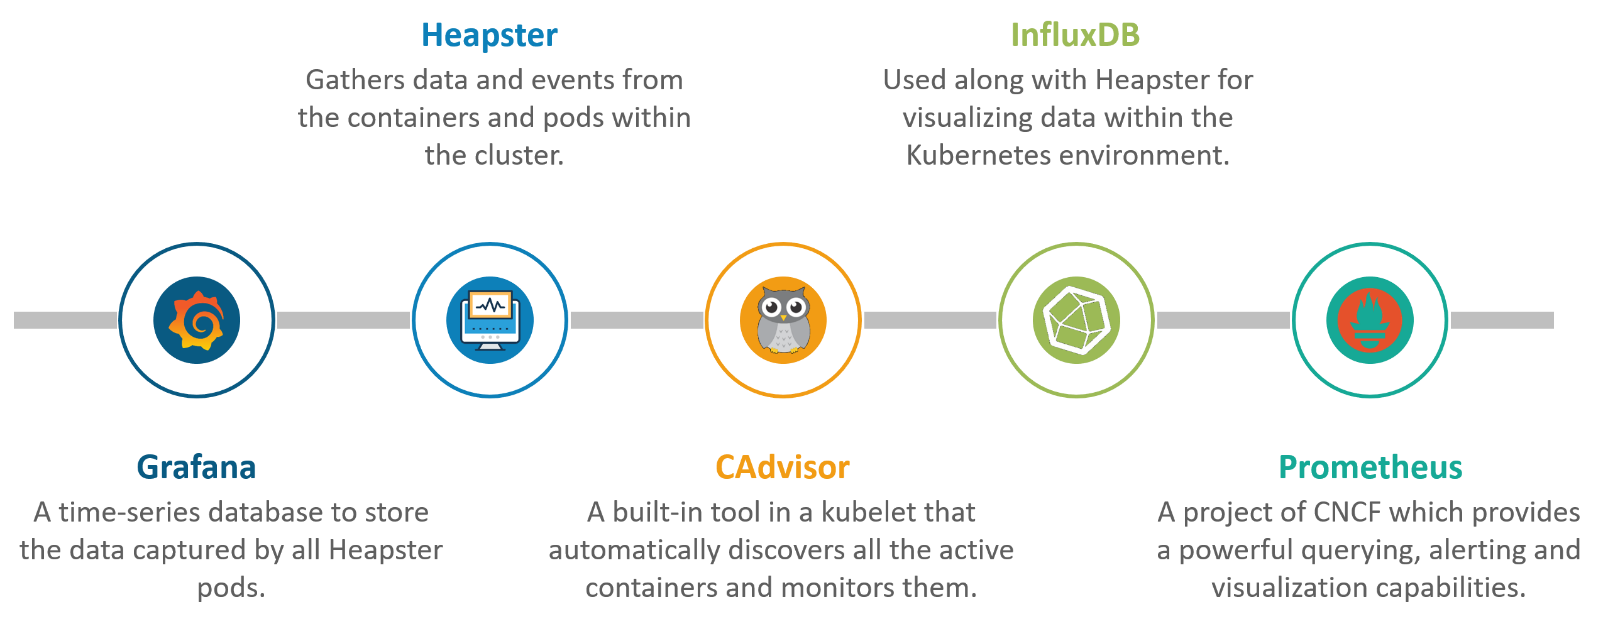 Heapster
Gathers data and events from
the containers and pods within
the cluster.
InfluxDB
Used along with Heapster for
visualizing data within the
Kubernetes environment.
Grafana
A time-series database to store
the data captured by all Heapster
pods.
CAdvisor
A built-in tool in a kubelet that
automatically discovers all the active
containers and monitors them.
Prometheus
A project of CNCF which provides
a powerful querying, alerting and
visualization capabilities.